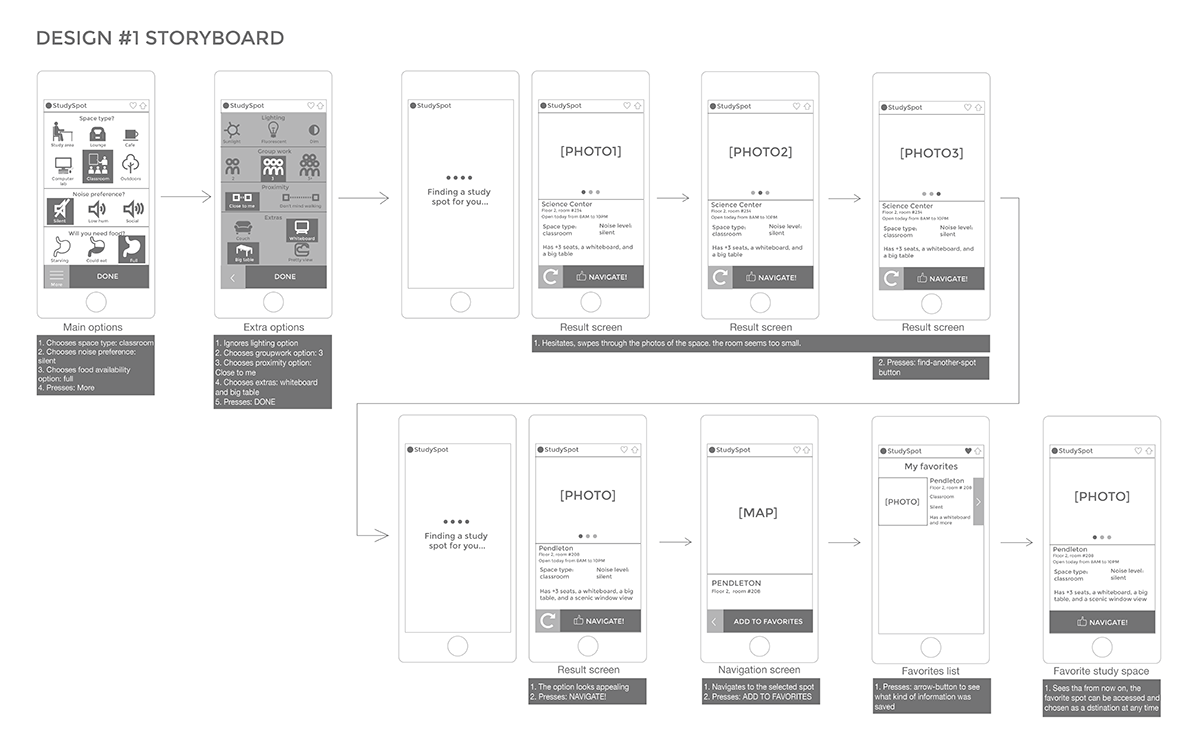 DESIGN #1 STORYBOARD
StudySpot
Space type?
Study area
Lounge
Cafe
Computer lab
Classroom
Outdoors
Noise preference?
Silent
Low hum
Social
Will you need food?
Starving
Could eat
Full
More
DONE
Main options
1. Chooses space type: classroom
2. Chooses noise preference:
silent
3. Chooses food availability
option: full
4. Presses: More
StudySpot
Lighting
Sunlight
Fluorescent
Dim
Group work
2
3
Proximity
Close to me
Don't mind walking
Extras
Couch
Whiteboard
Big table
Pretty view
DONE
Extra options
1. Ignores lighting option
2. Chooses groupwork option: 3
3. Chooses proximity option:
Close to me
4. Chooses extras: whiteboard
and big table
5. Presses: DONE
StudySpot
Finding a study
spot for you...
StudySpot
[PHOTO1]
Science Center
Floor 2, room #234
Open today from 8AM to 10PM
Space type:
classroom
Noise level:
silent
Has +3 seats, a whiteboard, and
a big table
NAVIGATE!
Result screen
StudySpot
[PHOTO2]
Science Center
Floor 2, room #234
Open today from 8AM to 10PM
Space type:
classroom
Noise level:
silent
Has +3 seats, a whiteboard, and
a big table
NAVIGATE!
Result screen
StudySpot
[PHOTO3]
Science Center
Floor 2, room #234
Open today from 8AM to 10PM
Space type:
classroom
Noise level:
silent
Has +3 seats, a whiteboard, and
a big table
NAVIGATE!
Result screen
1. Hesitates, swpes through the photos of the space. the room seems too small.
2. Presses: find-another-spot
button
StudySpot
Finding a study
spot for you...
StudySpot
[PHOTO]
Pendleton
Floor 2, room #208
Open today from 8AM to 10PM
Space type:
classroom
Noise level:
silent
Has +3 seats, a whiteboard, a big
table, and a scenic window view
NAVIGATE!
Result screen
1. The option looks appealing
2. Presses: NAVIGATE!
StudySpot
[MAP]
PENDLETON
Floor 2, room #208
ADD TO FAVORITES
Navigation screen
1. Navigates to the selected spot
2. Presses: ADD TO FAVORITES
StudySpot
My favorites
[PHOTO]
Pendleton
Floor 2, room # 208
Classroom
Silent
Has a whiteboard
and more
Favorites list
1. Presses: arrow-button to see
what kind of information was
saved
StudySpot
[PHOTO]
Pendleton
Floor 2, room #208
Open today from 8AM to 10PM
Space type:
classroom
Noise level:
silent
Has +3 seats, a whiteboard, a big
table, and a scenic window view
NAVIGATE!
Favorite study space
1. Sees tha from now on, the
favorite spot can be accessed and
chosen as a dstination at any time